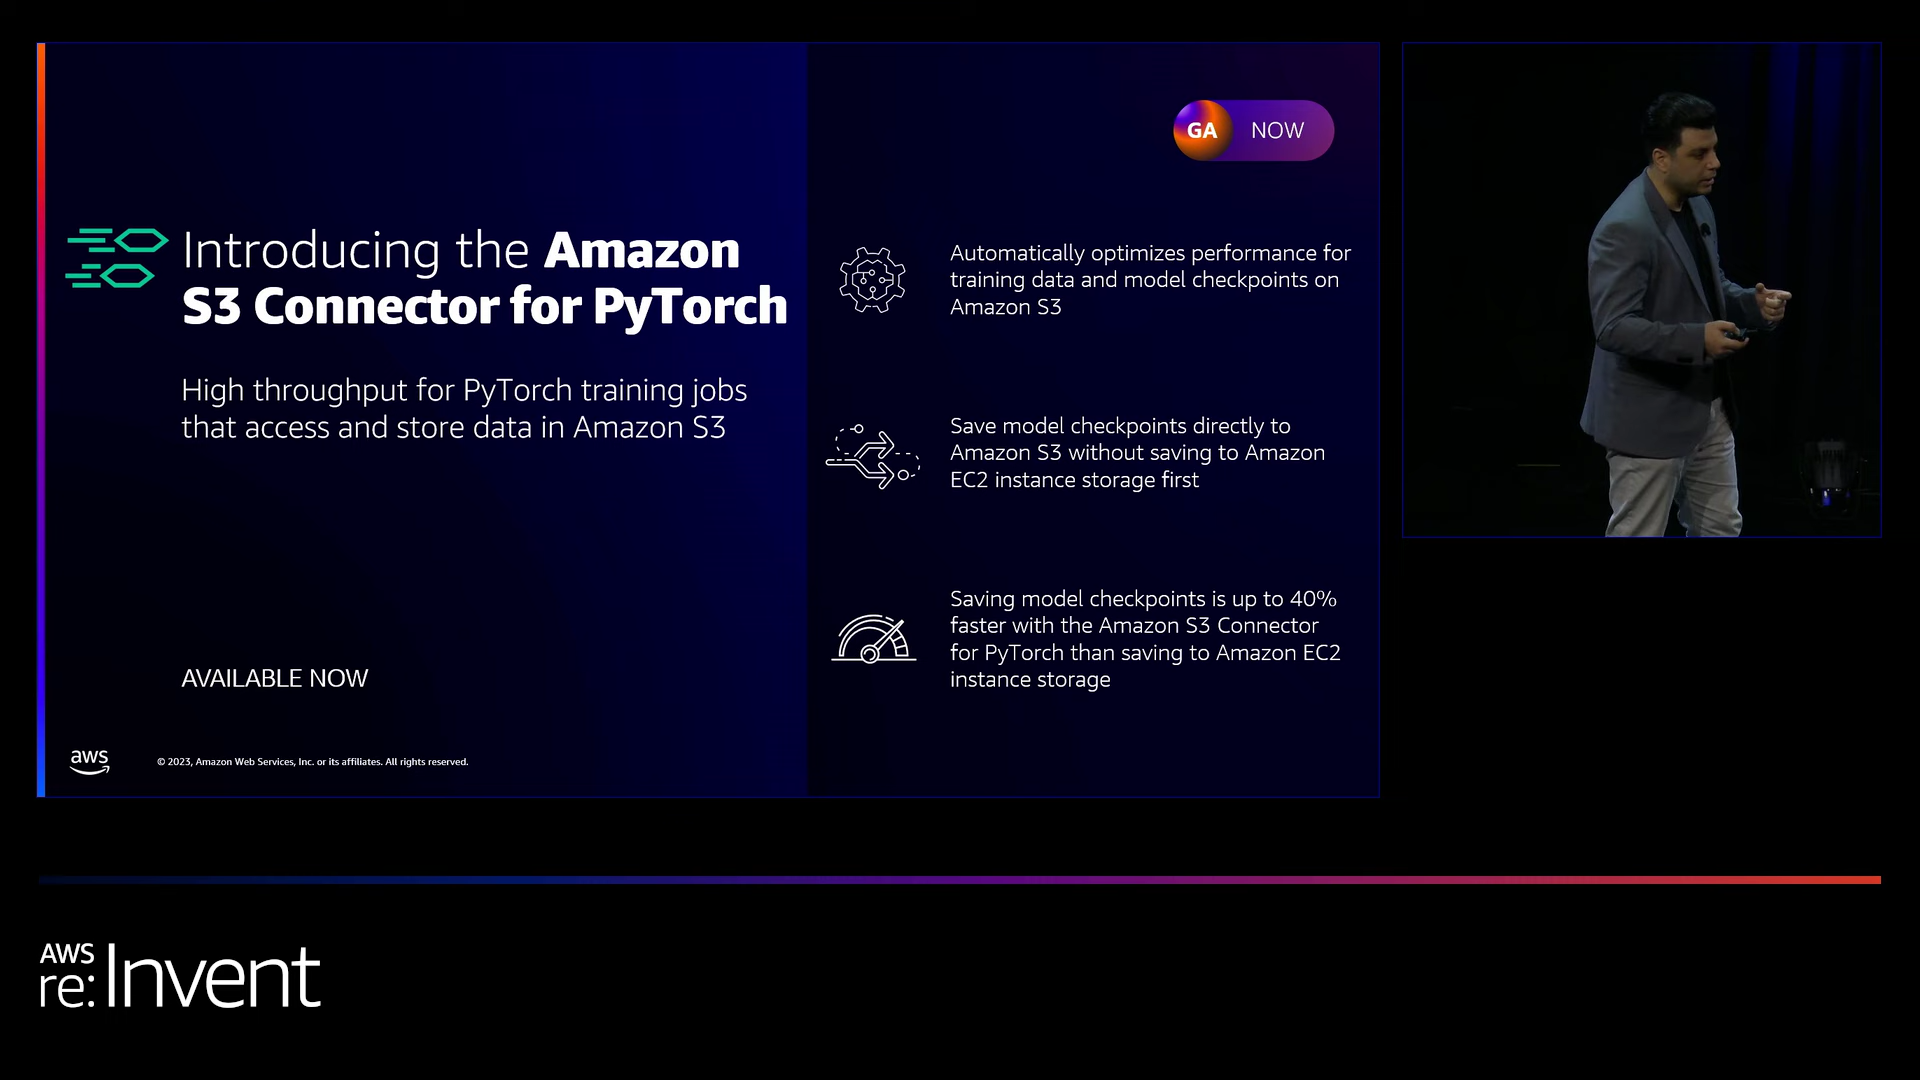 GA NOW
Introducing the Amazon
S3 Connector for PyTorch
High throughput for PyTorch training jobs
that access and store data in Amazon S3
AVAILABLE NOW
Automatically optimizes performance for
training data and model checkpoints on
Amazon S3
Save model checkpoints directly to
Amazon S3 without saving to Amazon
EC2 instance storage first
Saving model checkpoints is up to 40%
faster with the Amazon S3 Connector
for PyTorch than saving to Amazon EC2
instance storage
aws
© 2023, Amazon Web Services, Inc. or its affiliates. All rights reserved.
AWS
re:Invent